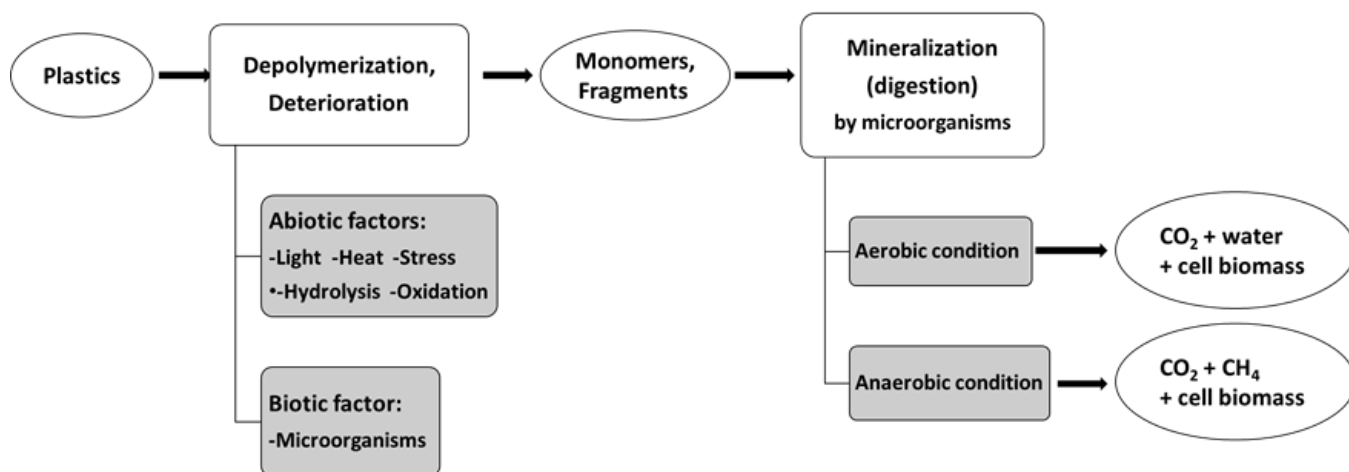 Plastics
Depolymerization,
Deterioration
Monomers,
Fragments
Mineralization
(digestion)
by microorganisms
Abiotic factors:
-Light -Heat -Stress
•-Hydrolysis -Oxidation
Biotic factor:
-Microorganisms
Aerobic condition
CO₂ + water
+ cell biomass
Anaerobic condition
CO₂ + CH₄
+ cell biomass